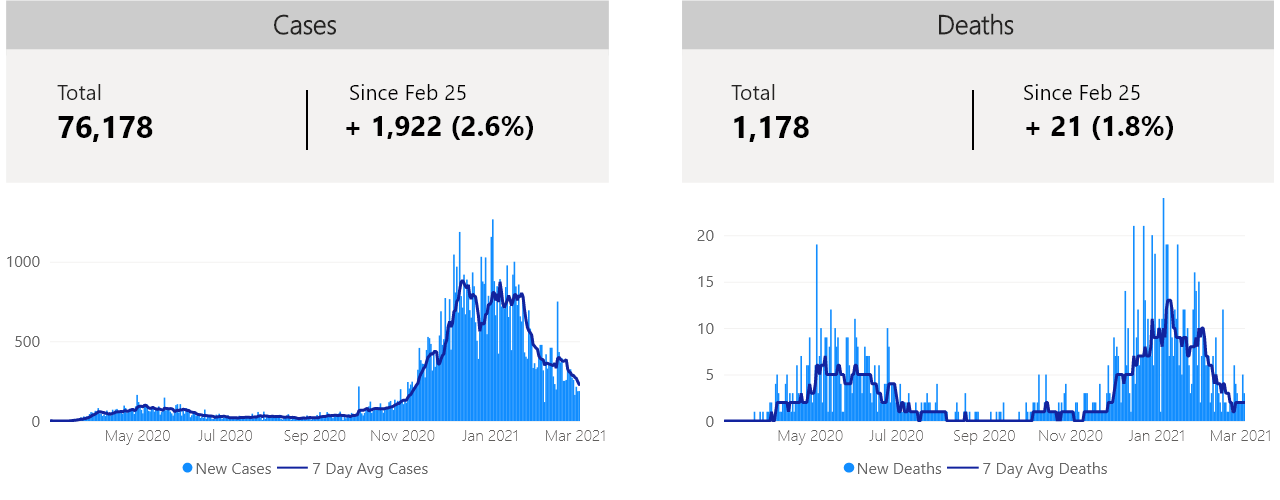 Cases
Total
Since Feb 25
76,178
+ 1,922 (2.6%)
1000
500
0
May 2020 Jul 2020 Sep 2020 Nov 2020 Jan 2021 Mar 2021
New Cases 7 Day Avg Cases
Deaths
Total
Since Feb 25
1,178
+ 21 (1.8%)
20
15
10
5
0
May 2020 Jul 2020 Sep 2020 Nov 2020 Jan 2021 Mar 2021
New Deaths 7 Day Avg Deaths